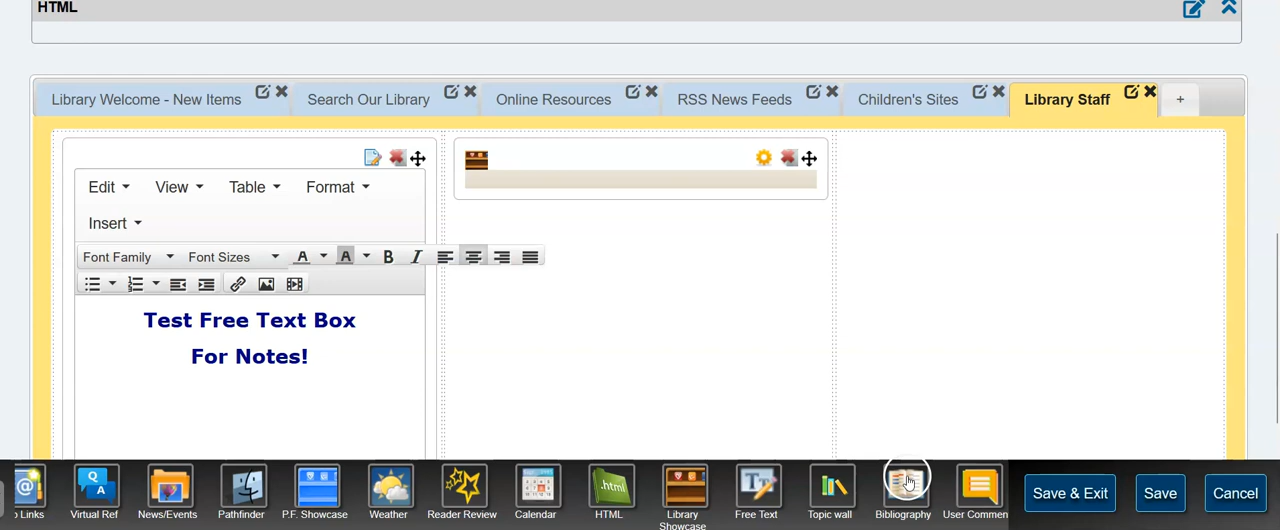 HTML
Library Welcome - New Items
Search Our Library
Online Resources
RSS News Feeds
Children's Sites
Library Staff
+
Edit
View
Table
Format
Insert
Font Family
Font Sizes
A
A
B
I
Test Free Text Box
For Notes!
o Links
Virtual Ref
News/Events
Pathfinder
P.F. Showcase
Weather
Reader Review
Calendar
HTML
Library Showcase
Free Text
Topic wall
Bibliography
User Commen
Save & Exit
Save
Cancel